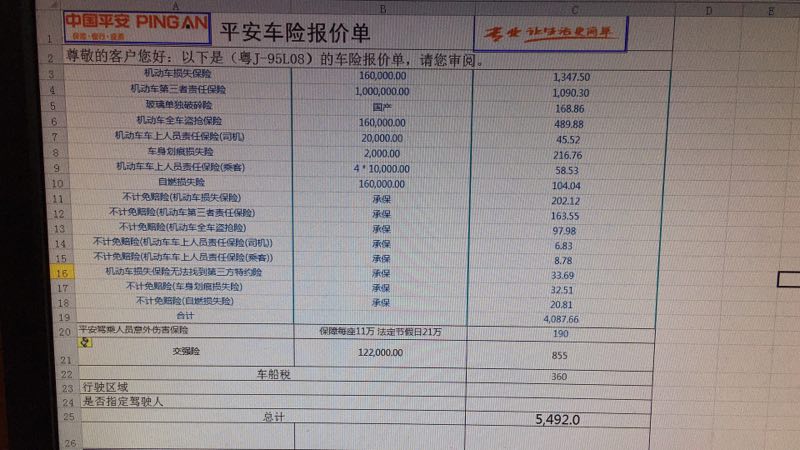 A B C D E
1 中国平安 PINGAN 平安车险报价单 专业 让生活更简单
保险·银行·投资
2 尊敬的客户您好：以下是（粤J-95L08）的车险报价单，请您审阅。
3 机动车损失保险 160,000.00 1,347.50
4 机动车第三者责任保险 1,000,000.00 1,090.30
5 玻璃单独破碎险 国产 168.86
6 机动车全车盗抢保险 160,000.00 489.88
7 机动车车上人员责任保险(司机) 20,000.00 45.52
8 车身划痕损失险 2,000.00 216.76
9 机动车车上人员责任保险(乘客) 4 * 10,000.00 58.53
10 自燃损失险 160,000.00 104.04
11 不计免赔险(机动车损失保险) 承保 202.12
12 不计免赔险(机动车第三者责任保险) 承保 163.55
13 不计免赔险(机动车全车盗抢险) 承保 97.98
14 不计免赔险(机动车车上人员责任保险(司机)) 承保 6.83
15 不计免赔险(机动车车上人员责任保险(乘客)) 承保 8.78
16 机动车损失保险无法找到第三方特约险 承保 33.69
17 不计免赔险(车身划痕损失险) 承保 32.51
18 不计免赔险(自燃损失险) 承保 20.81
19 合计 4,087.66
20 平安驾乘人员意外伤害保险 保障每座11万 法定节假日21万 190
21 交强险 122,000.00 855
22 车船税 360
23 行驶区域
24 是否指定驾驶人
25 总计 5,492.0
26